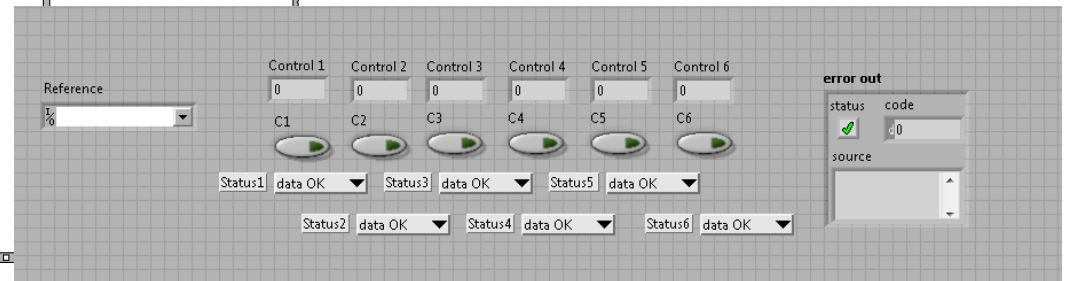 Control 1 Control 2 Control 3 Control 4 Control 5 Control 6
error out
Reference
0 0 0 0 0 0
status code
I/O
C1 C2 C3 C4 C5 C6
d 0
source
Status1 data OK Status3 data OK Status5 data OK
Status2 data OK Status4 data OK Status6 data OK